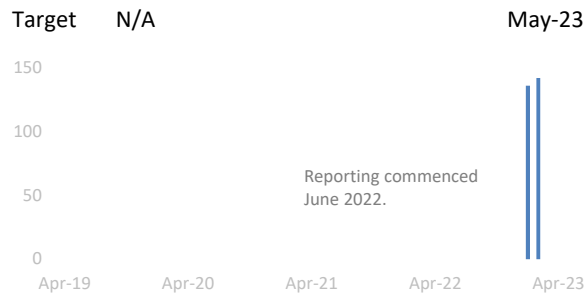 Target N/A May-23
150
100
Reporting commenced
50
June 2022.
0
Apr-19 Apr-20 Apr-21 Apr-22 Apr-23